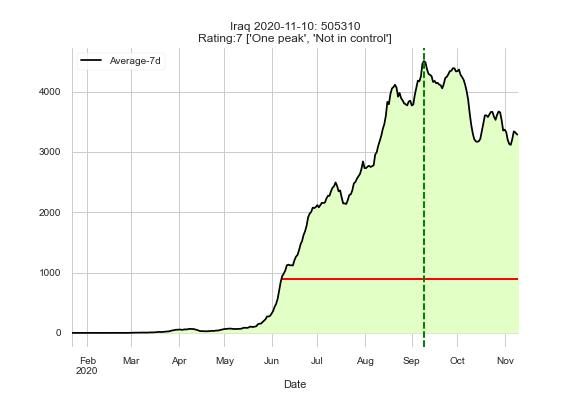 Iraq 2020-11-10: 505310
Rating:7 ['One peak', 'Not in control']
Average-7d
4000
3000
2000
1000
0
Feb Mar Apr May Jun Jul Aug Sep Oct Nov
2020
Date